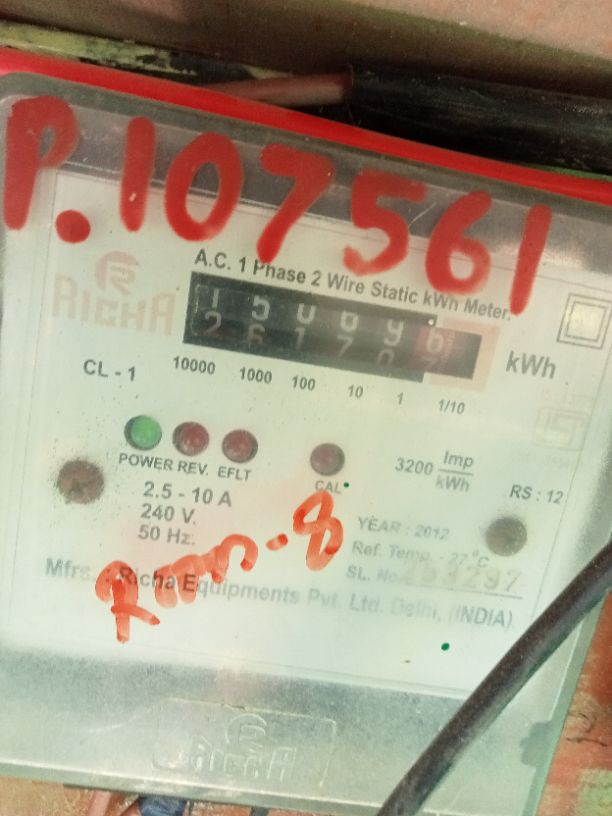 P.107561
RICHA
A.C. 1 Phase 2 Wire Static kWh Meter.
kWh
CL - 1
10000 1000 100 10 1 1/10
POWER REV. EFLT
CAL
3200 Imp/kWh
RS : 12
2.5 - 10 A
240 V.
50 Hz.
YEAR : 2012
Ref. Temp. - 27°C
SL. No.
Mfrs. : Richa Equipments Pvt. Ltd. Delhi, (INDIA).
RICHA